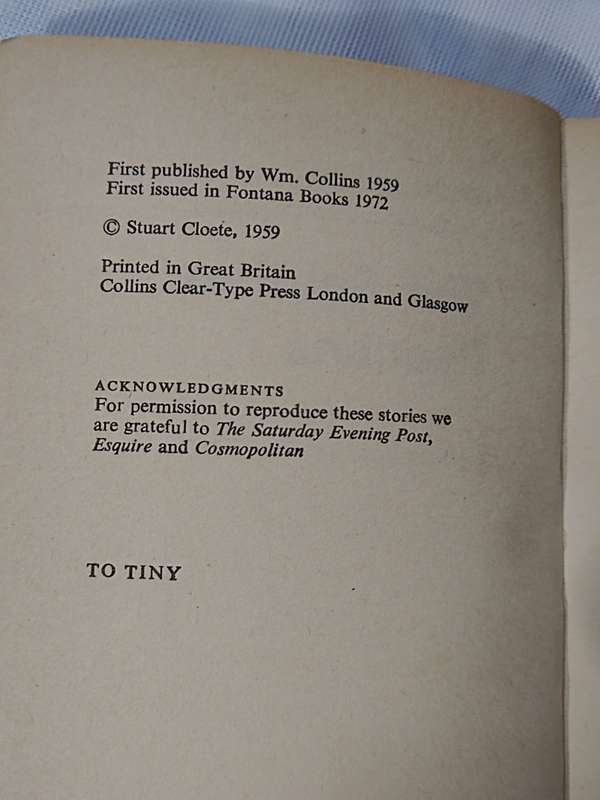 First published by Wm. Collins 1959
First issued in Fontana Books 1972
© Stuart Cloete, 1959
Printed in Great Britain
Collins Clear-Type Press London and Glasgow
ACKNOWLEDGMENTS
For permission to reproduce these stories we
are grateful to The Saturday Evening Post,
Esquire and Cosmopolitan
TO TINY